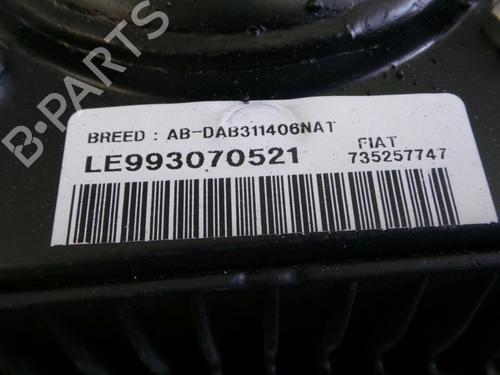 B-PARTS
BREED : AB-DAB311406NAT
LE993070521
FIAT
735257747